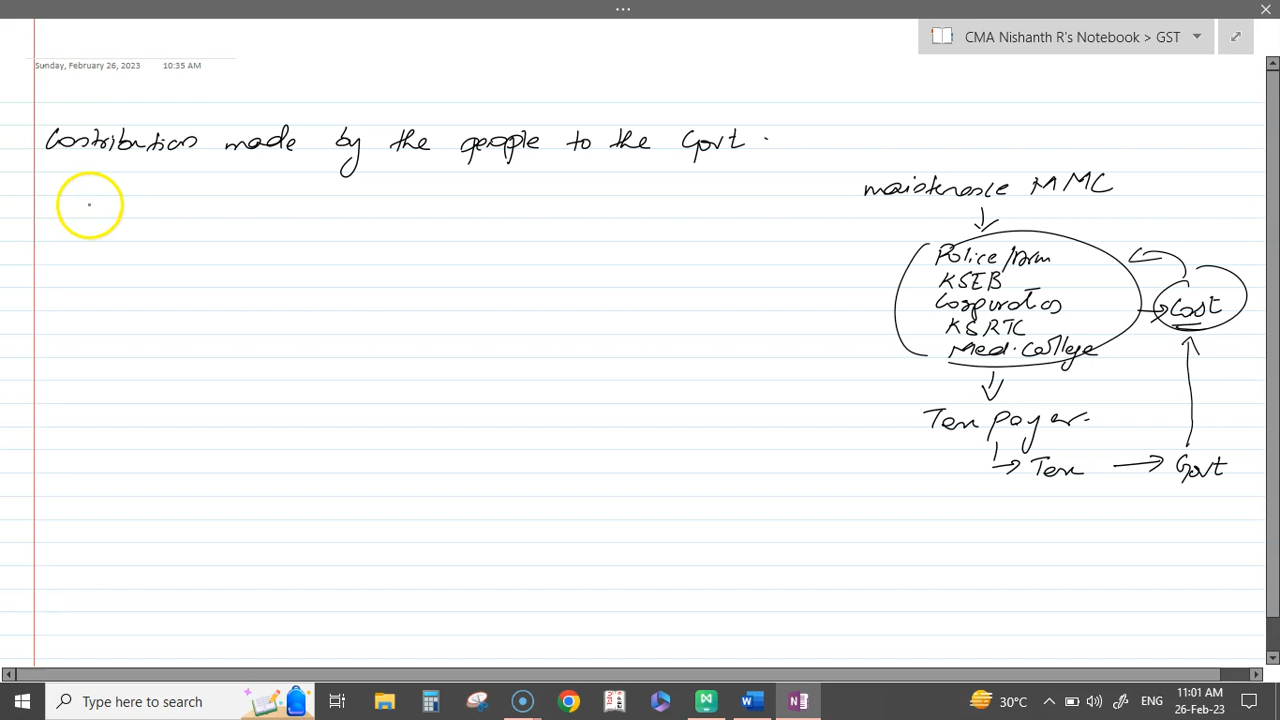 CMA Nishanth R's Notebook > GST
Sunday, February 26, 2023 10:35 AM
Contribution made by the people to the Govt.
maintenance MMC
Police/Arm
KSEB
Corporation
KSRTC
Med. College
Cost
Tax payer.
Tax
Govt
Type here to search
30°C
ENG
11:01 AM
26-Feb-23